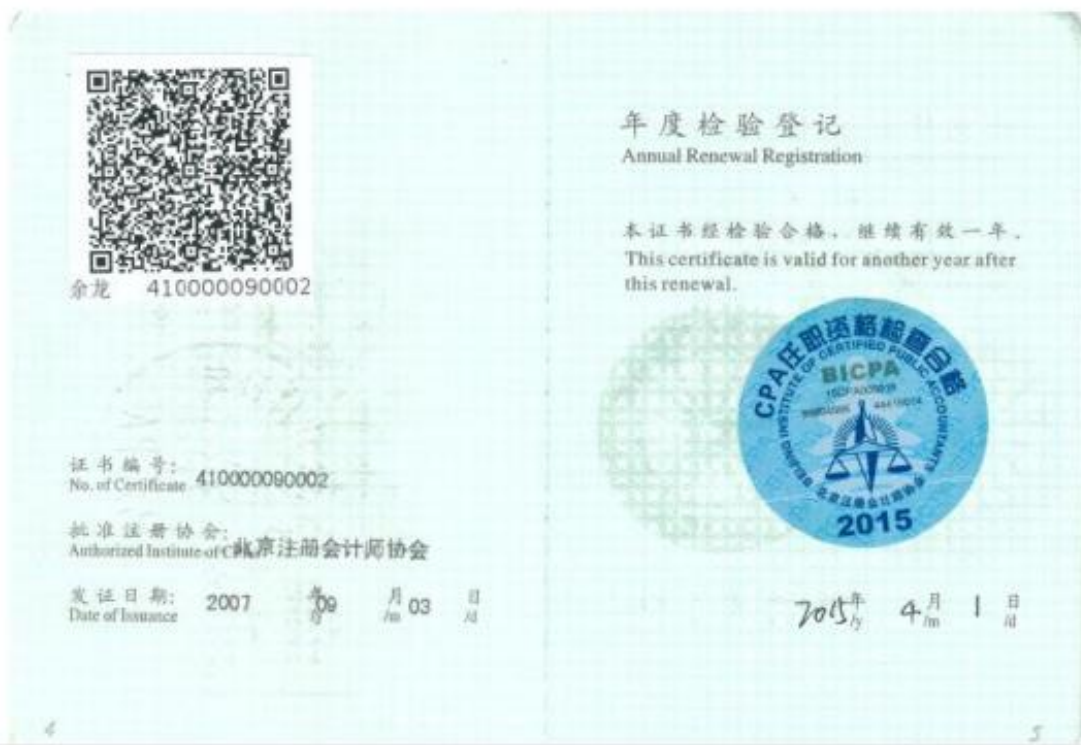 余龙 410000090002
证书编号:
No. of Certificate 410000090002
批准注册协会:
Authorized Institute of 北京注册会计师协会
发证日期:
Date of Issuance 2007 年 /y 09 月 /m 03 日 /d
4
年度检验登记
Annual Renewal Registration
本证书经检验合格，继续有效一年。
This certificate is valid for another year after
this renewal.
CPA任职资格检查合格
BEIJING INSTITUTE OF CERTIFIED PUBLIC ACCOUNTANTS
BICPA
北京注册会计师协会
2015
2015 年 /y 4 月 /m 1 日 /d
5